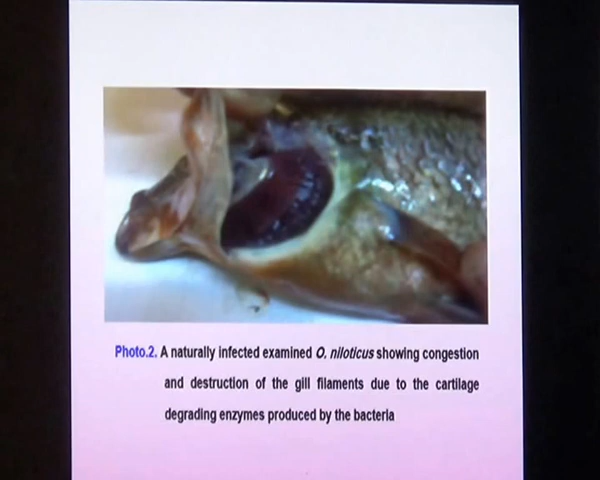 Photo.2. A naturally infected examined O. niloticus showing congestion
and destruction of the gill filaments due to the cartilage
degrading enzymes produced by the bacteria